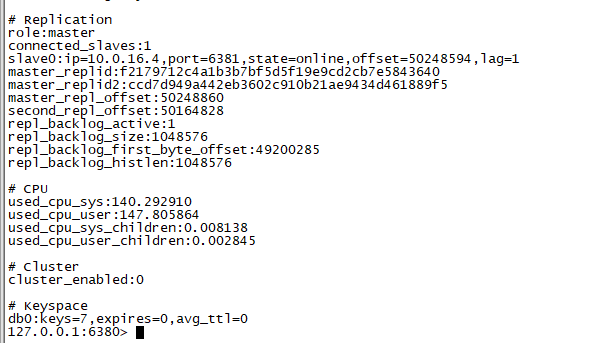 # Replication
role:master
connected_slaves:1
slave0:ip=10.0.16.4,port=6381,state=online,offset=50248594,lag=1
master_replid:f2179712c4a1b3b7bf5d5f19e9cd2cb7e5843640
master_replid2:ccd7d949a442eb3602c910b21ae9434d461889f5
master_repl_offset:50248860
second_repl_offset:50164828
repl_backlog_active:1
repl_backlog_size:1048576
repl_backlog_first_byte_offset:49200285
repl_backlog_histlen:1048576
# CPU
used_cpu_sys:140.292910
used_cpu_user:147.805864
used_cpu_sys_children:0.008138
used_cpu_user_children:0.002845
# Cluster
cluster_enabled:0
# Keyspace
db0:keys=7,expires=0,avg_ttl=0
127.0.0.1:6380>